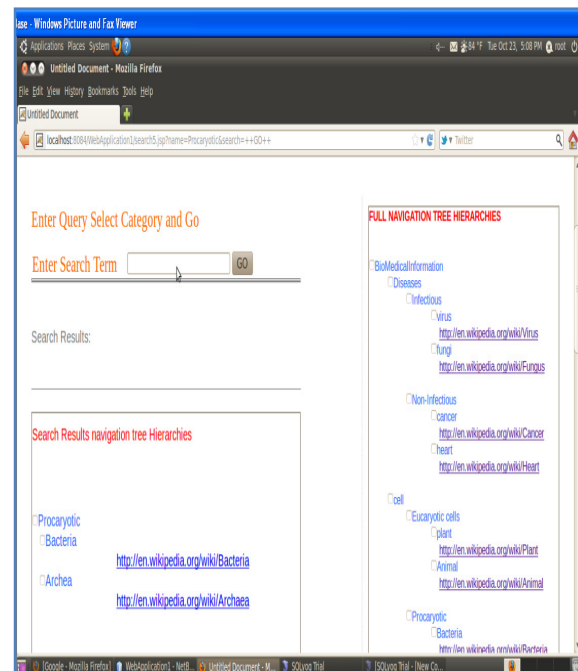 ase - Windows Picture and Fax Viewer
Applications Places System
84 °F Tue Oct 23, 5:08 PM root
Untitled Document - Mozilla Firefox
File Edit View History Bookmarks Tools Help
Untitled Document
localhost:8084/WebApplication1/search5.jsp?name=Procaryotic&search=++GO++
Twitter
Enter Query Select Category and Go
Enter Search Term GO
Search Results:
Search Results navigation tree Hierarchies
Procaryotic
Bacteria
http://en.wikipedia.org/wiki/Bacteria
Archea
http://en.wikipedia.org/wiki/Archaea
FULL NAVIGATION TREE HIERARCHIES
BioMedicalInformation
Diseases
Infectious
virus
http://en.wikipedia.org/wiki/Virus
fungi
http://en.wikipedia.org/wiki/Fungus
Non-Infectious
cancer
http://en.wikipedia.org/wiki/Cancer
heart
http://en.wikipedia.org/wiki/Heart
cell
Eucaryotic cells
plant
http://en.wikipedia.org/wiki/Plant
Animal
http://en.wikipedia.org/wiki/Animal
Procaryotic
Bacteria
http://en.wikipedia.org/wiki/Bacteria
[Google - Mozilla Firefox] WebApplication1 - NetB... Untitled Document - M... SQLyog Trial [SQLyog Trial - [New Co...